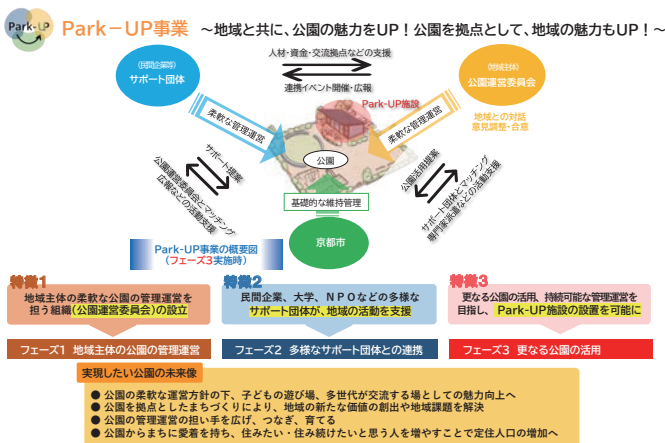 Park-UP
Park−UP事業 ～地域と共に、公園の魅力をUP！公園を拠点として、地域の魅力もUP！～
人材・資金・交流拠点などの支援
連携イベント開催・広報
(民間企業等)
サポート団体
(地域主体)
公園運営委員会
Park-UP施設
地域との対話
意見調整・合意
柔軟な管理運営
柔軟な管理運営
公園
サポート提案
公園運営委員会とマッチング
広報などの活動支援
公園活用提案
サポート団体とマッチング
専門家派遣などの活動支援
基礎的な維持管理
京都市
Park-UP事業の概要図
（フェーズ3実施時）
特徴1
地域主体の柔軟な公園の管理運営を
担う組織(公園運営委員会)の設立
フェーズ1 地域主体の公園の管理運営
特徴2
民間企業、大学、ＮＰＯなどの多様な
サポート団体が、地域の活動を支援
フェーズ2 多様なサポート団体との連携
特徴3
更なる公園の活用、持続可能な管理運営を
目指し、Park-UP施設の設置を可能に
フェーズ3 更なる公園の活用
実現したい公園の未来像
● 公園の柔軟な運営方針の下、子どもの遊び場、多世代が交流する場としての魅力向上へ
● 公園を拠点としたまちづくりにより、地域の新たな価値の創出や地域課題を解決
● 公園の管理運営の担い手を広げ、つなぎ、育てる
● 公園からまちに愛着を持ち、住みたい・住み続けたいと思う人を増やすことで定住人口の増加へ